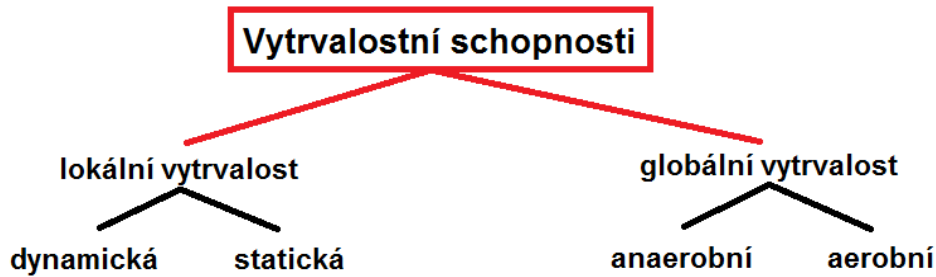 Vytrvalostní schopnosti
lokální vytrvalost
globální vytrvalost
dynamická
statická
anaerobní
aerobní